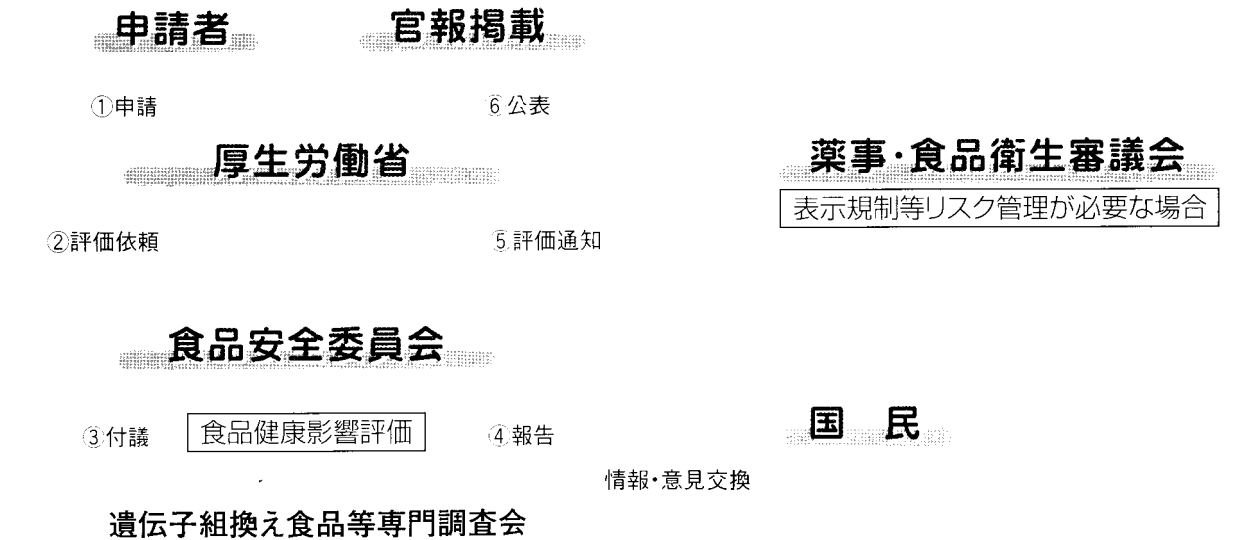 申請者
官報掲載
①申請
⑥公表
厚生労働省
薬事・食品衛生審議会
表示規制等リスク管理が必要な場合
②評価依頼
⑤評価通知
食品安全委員会
③付議
食品健康影響評価
④報告
国 民
情報・意見交換
遺伝子組換え食品等専門調査会